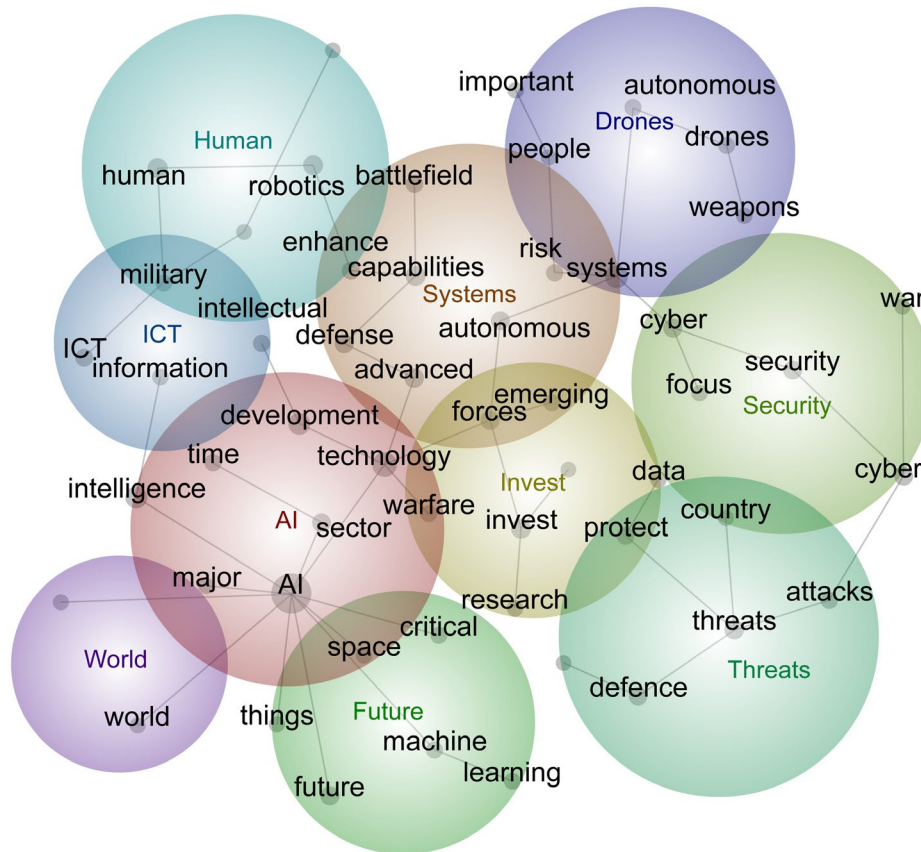 important
autonomous
Drones
drones
Human
people
human
robotics
battlefield
weapons
enhance
risk
military
capabilities
systems
Systems
intellectual
ICT
defense
autonomous
cyber
war
ICT
information
advanced
security
focus
Security
emerging
development
forces
time
technology
data
cyber
intelligence
Invest
AI
sector
warfare
invest
protect
country
major
AI
research
attacks
critical
threats
space
World
Threats
defence
world
things
Future
machine
learning
future